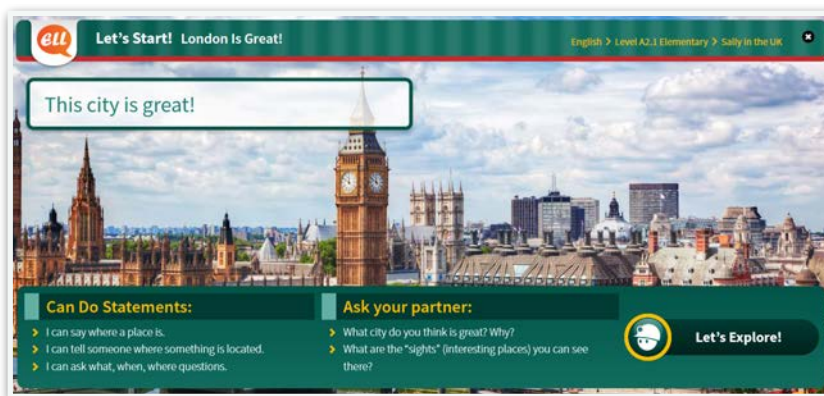 ell
Let's Start! London Is Great!
English > Level A2.1 Elementary > Sally in the UK
This city is great!
Can Do Statements:
I can say where a place is.
I can tell someone where something is located.
I can ask what, when, where questions.
Ask your partner:
What city do you think is great? Why?
What are the "sights" (interesting places) you can see
there?
Let's Explore!